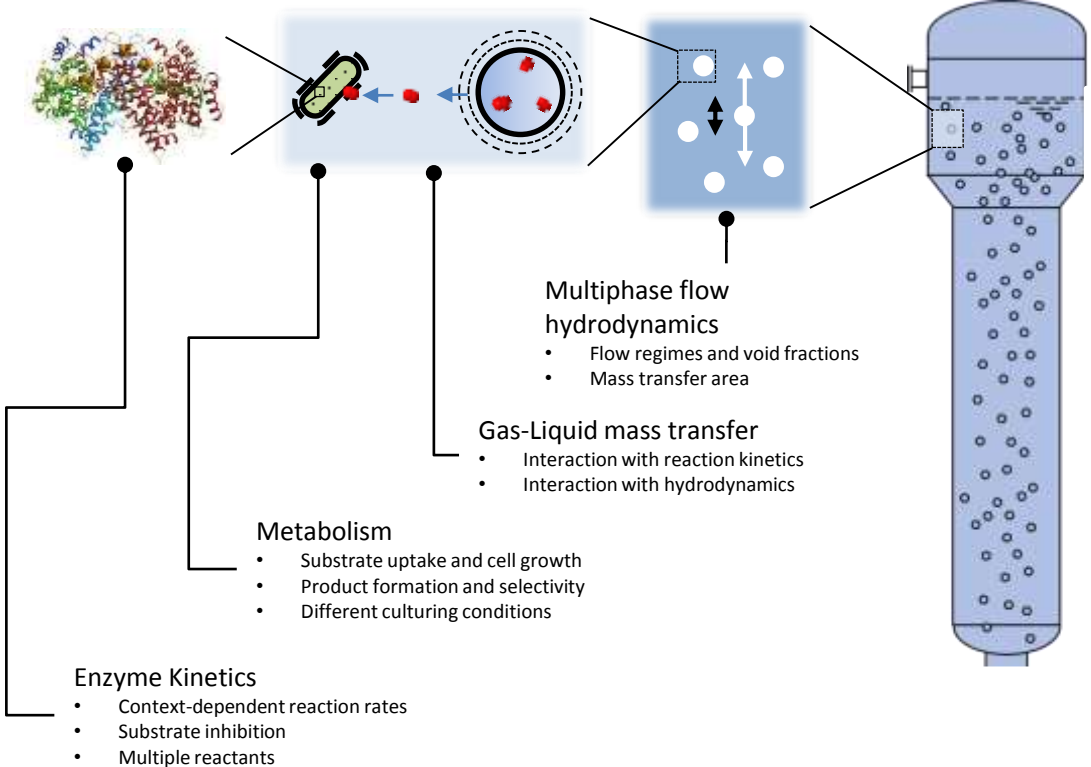 Multiphase flow
hydrodynamics
• Flow regimes and void fractions
• Mass transfer area
Gas-Liquid mass transfer
• Interaction with reaction kinetics
• Interaction with hydrodynamics
Metabolism
• Substrate uptake and cell growth
• Product formation and selectivity
• Different culturing conditions
Enzyme Kinetics
• Context-dependent reaction rates
• Substrate inhibition
• Multiple reactants